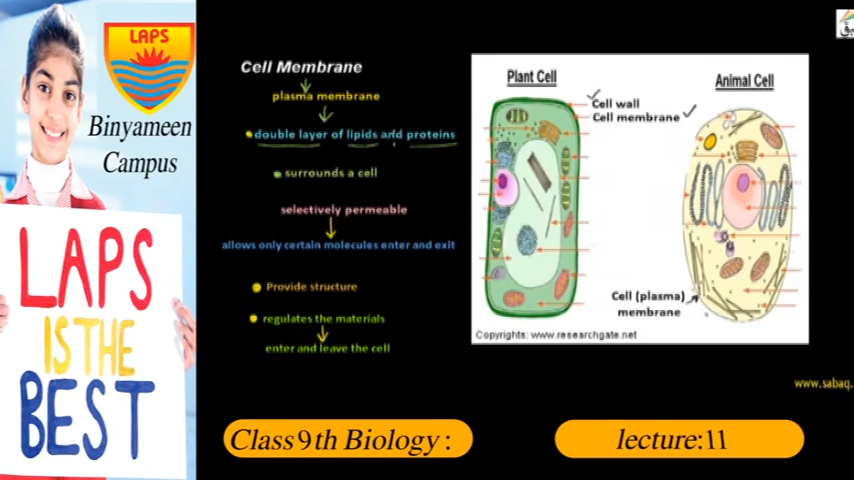 LAPS
Binyameen
Campus
LAPS
IS THE
BEST
Cell Membrane
plasma membrane
double layer of lipids and proteins
surrounds a cell
selectively permeable
allows only certain molecules enter and exit
Provide structure
regulates the materials
enter and leave the cell
Plant Cell
Animal Cell
Cell wall
Cell membrane
Cell (plasma)
membrane
Copyrights: www.researchgate.net
www.sabaq.
Class 9th Biology :
lecture:۱۱